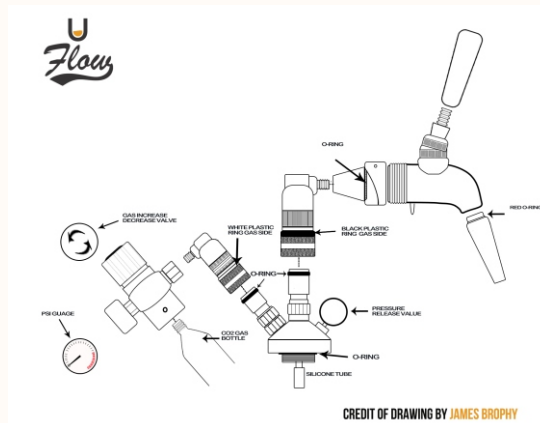 U
Flow
O-RING
GAS INCREASE
DECREASE VALVE
WHITE PLASTIC
RING GAS SIDE
BLACK PLASTIC
RING GAS SIDE
RED O-RIN
O-RING
PSI GUAGE
PRESSURE
RELEASE VALUE
CO2 GAS
BOTTLE
O-RING
SILICONE TUBE
CREDIT OF DRAWING BY JAMES BROPHY